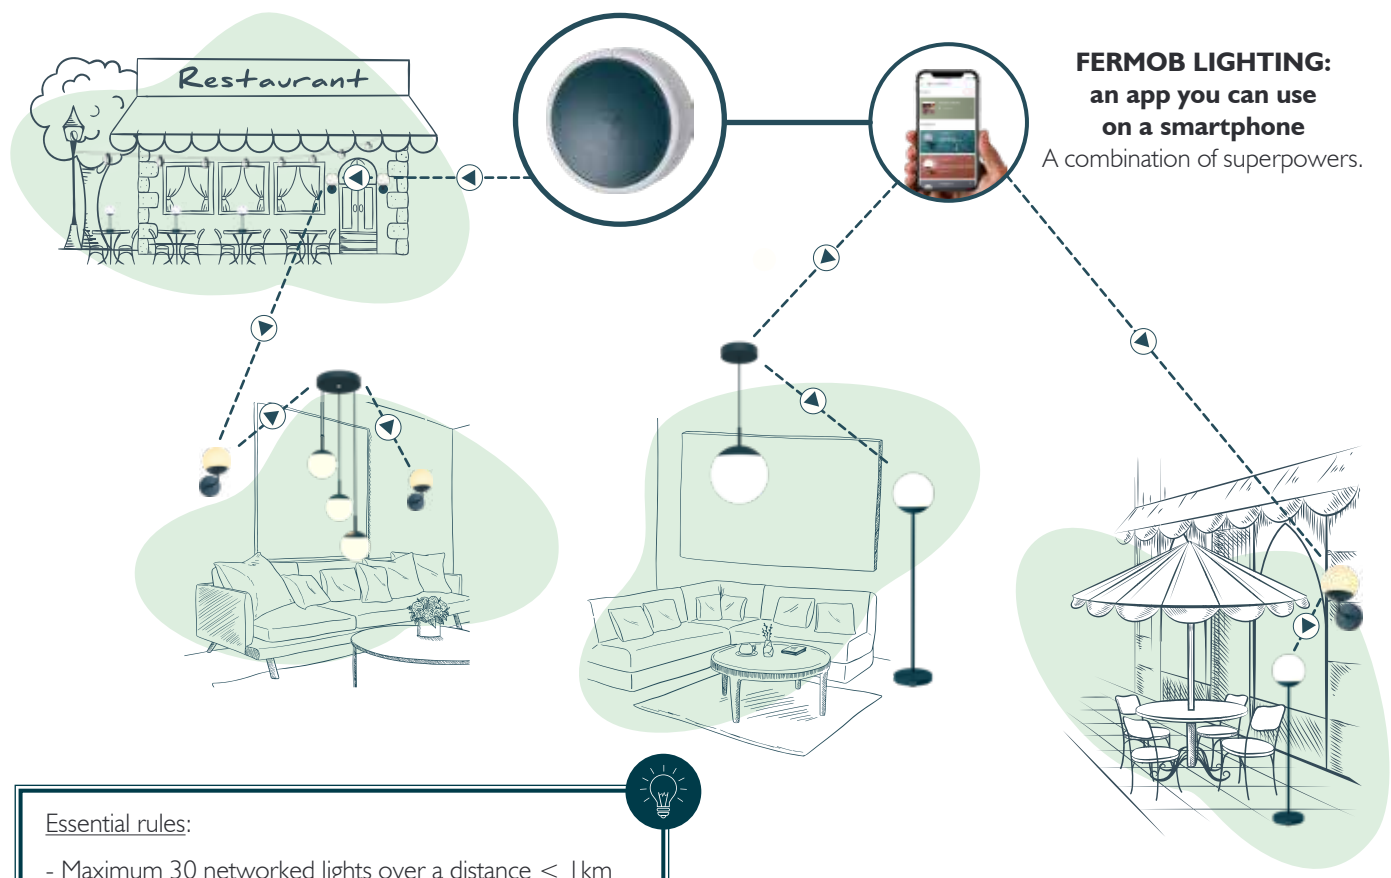 Restaurant
FERMOB LIGHTING:
an app you can use
on a smartphone
A combination of superpowers.
Essential rules:
- Maximum 30 networked lights over a distance < 1km